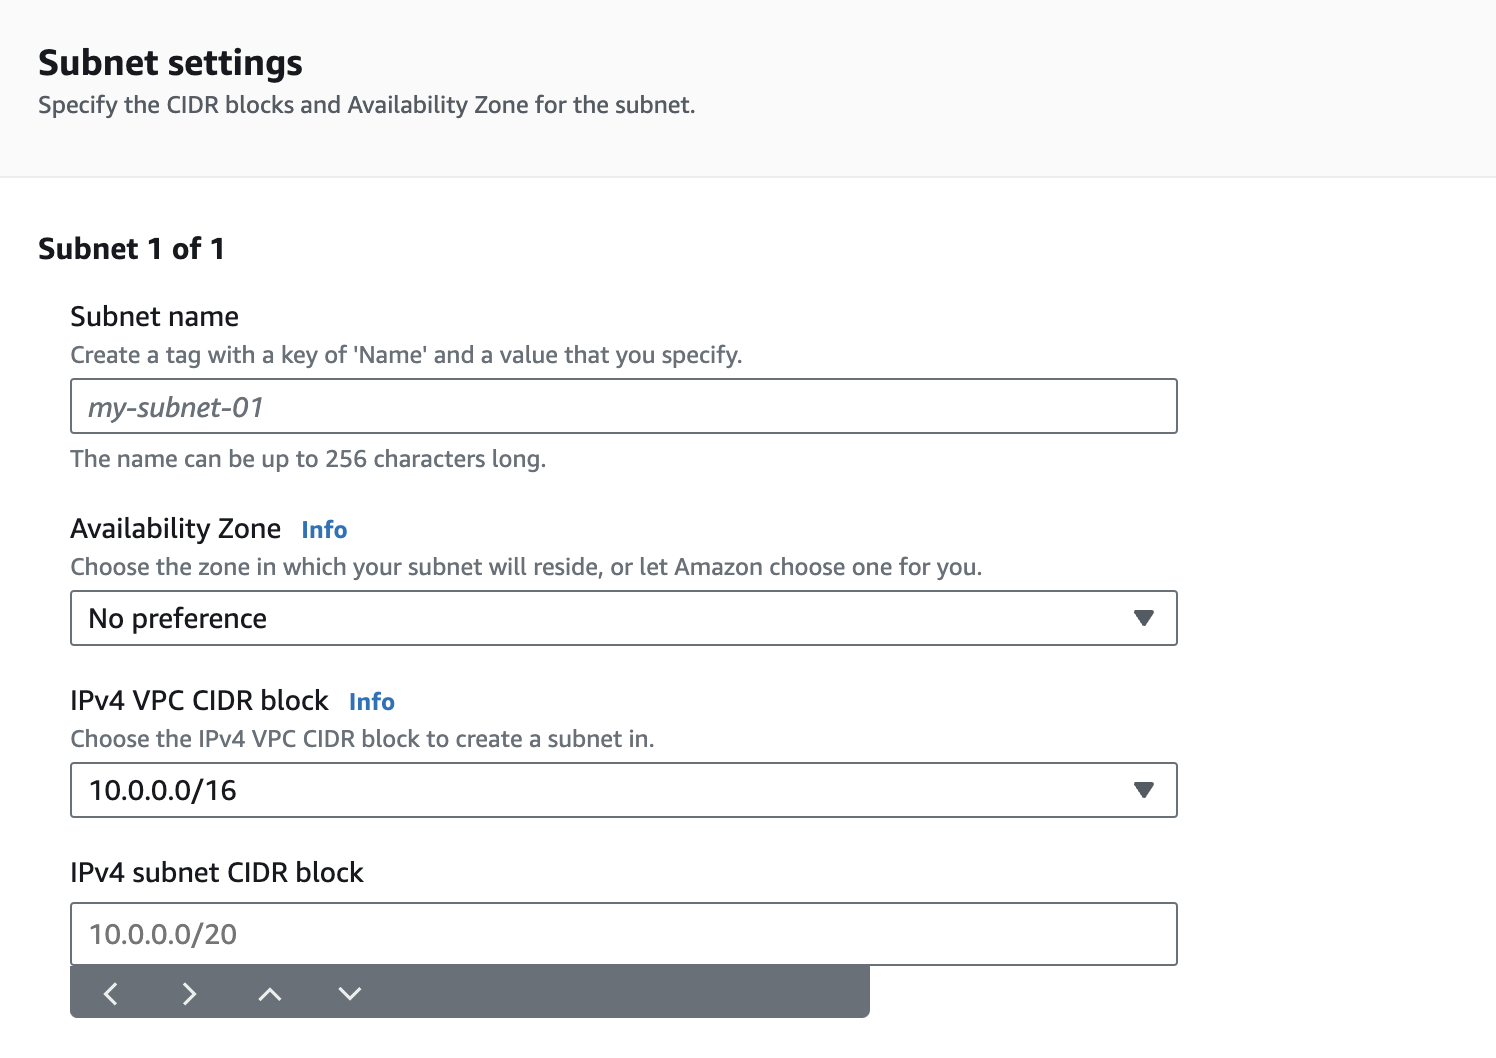 Subnet settings
Specify the CIDR blocks and Availability Zone for the subnet.
Subnet 1 of 1
Subnet name
Create a tag with a key of 'Name' and a value that you specify.
my-subnet-01
The name can be up to 256 characters long.
Availability Zone Info
Choose the zone in which your subnet will reside, or let Amazon choose one for you.
No preference
IPv4 VPC CIDR block Info
Choose the IPv4 VPC CIDR block to create a subnet in.
10.0.0.0/16
IPv4 subnet CIDR block
10.0.0.0/20